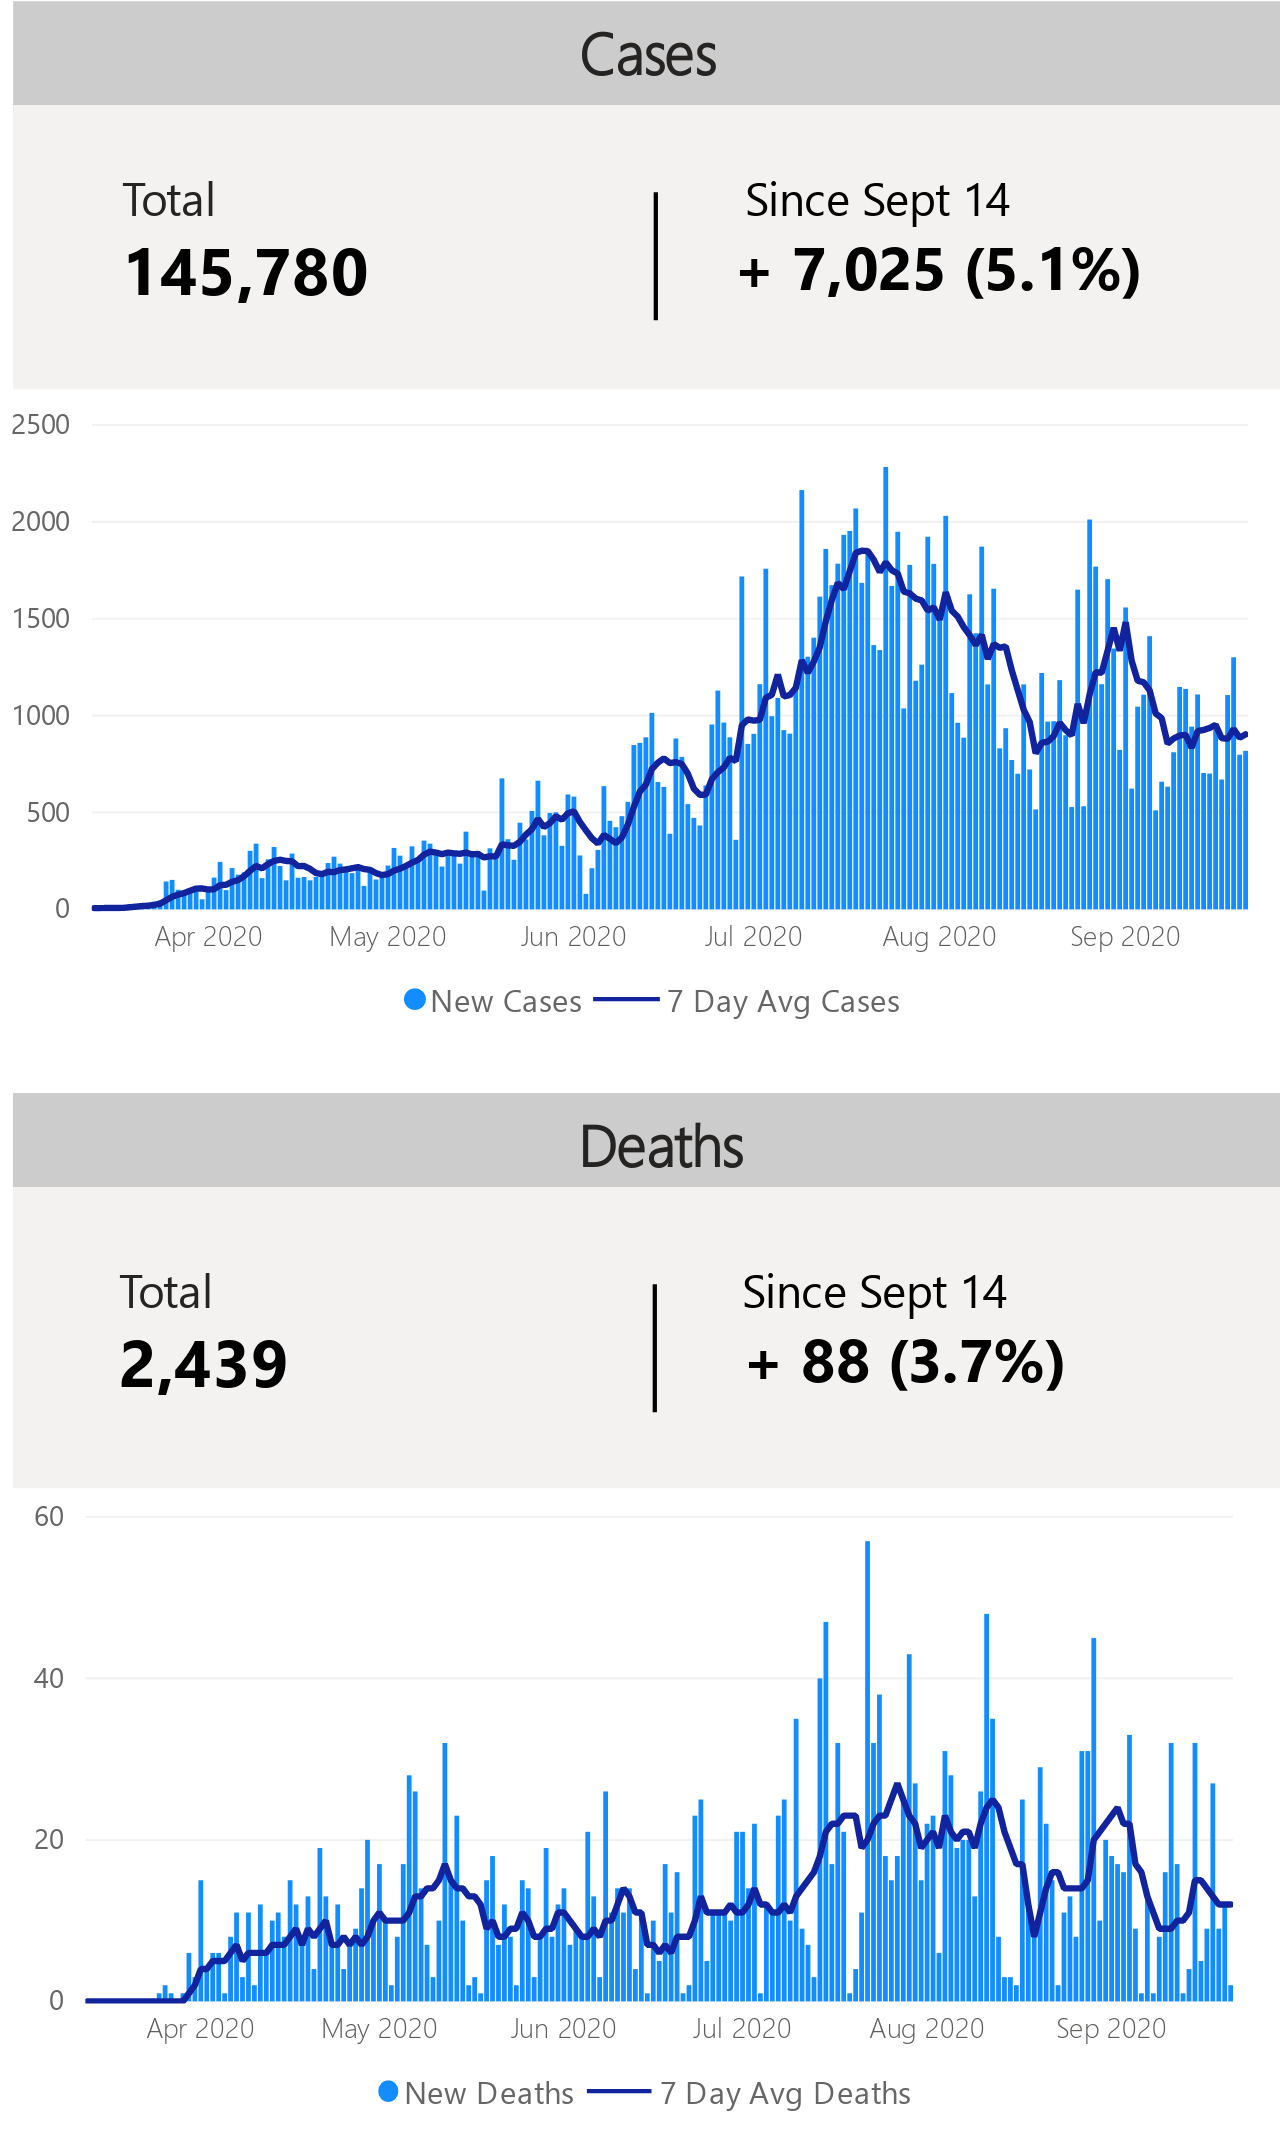 Cases
Total
Since Sept 14
145,780
+ 7,025 (5.1%)
2500
2000
1500
1000
500
0
Apr 2020 May 2020 Jun 2020 Jul 2020 Aug 2020 Sep 2020
New Cases 7 Day Avg Cases
Deaths
Total
Since Sept 14
2,439
+ 88 (3.7%)
60
40
20
0
Apr 2020 May 2020 Jun 2020 Jul 2020 Aug 2020 Sep 2020
New Deaths 7 Day Avg Deaths